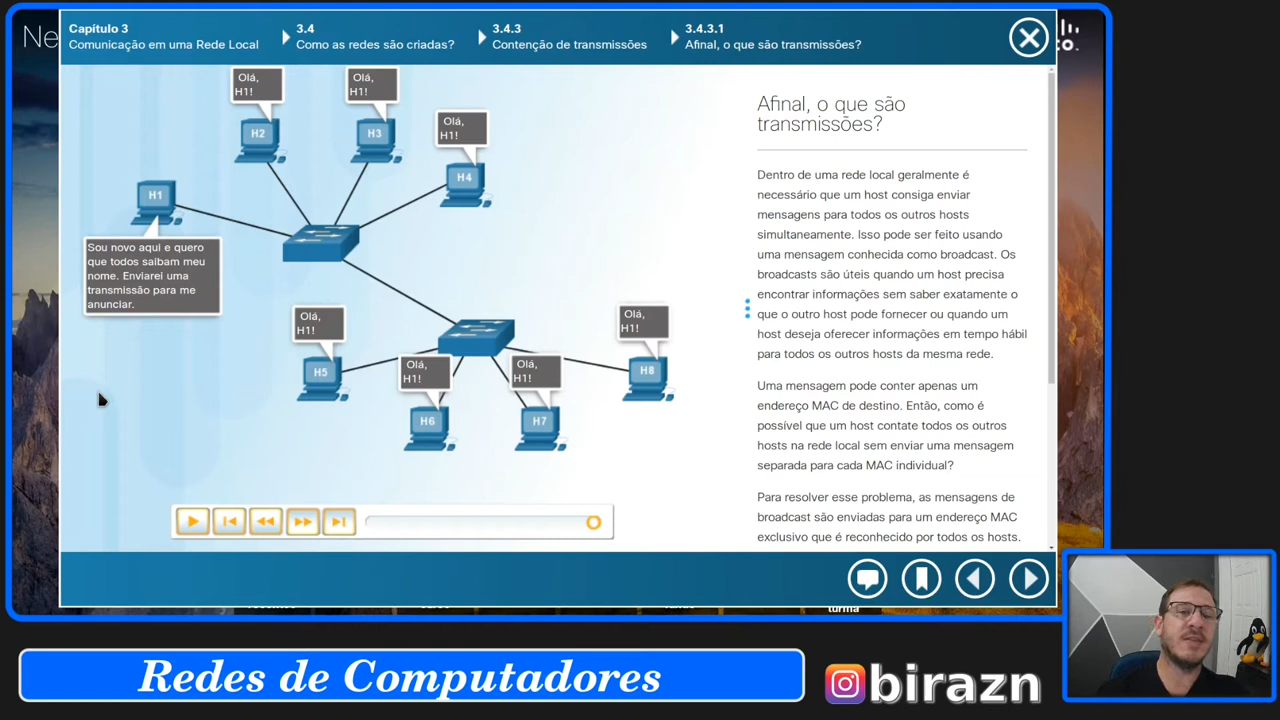 Ne
to.
Capítulo 3
Comunicação em uma Rede Local
3.4
Como as redes são criadas?
3.4.3
Contenção de transmissões
3.4.3.1
Afinal, o que são transmissões?
Olá,
H1!
Olá,
H1!
Olá,
H1!
H2
H3
H4
H1
Sou novo aqui e quero
que todos saibam meu
nome. Enviarei uma
transmissão para me
anunciar.
Olá,
H1!
Olá,
H1!
Olá,
H1!
Olá,
H1!
H5
H6
H7
H8
Afinal, o que são
transmissões?
Dentro de uma rede local geralmente é
necessário que um host consiga enviar
mensagens para todos os outros hosts
simultaneamente. Isso pode ser feito usando
uma mensagem conhecida como broadcast. Os
broadcasts são úteis quando um host precisa
encontrar informações sem saber exatamente o
que o outro host pode fornecer ou quando um
host deseja oferecer informações em tempo hábil
para todos os outros hosts da mesma rede.
Uma mensagem pode conter apenas um
endereço MAC de destino. Então, como é
possível que um host contate todos os outros
hosts na rede local sem enviar uma mensagem
separada para cada MAC individual?
Para resolver esse problema, as mensagens de
broadcast são enviadas para um endereço MAC
exclusivo que é reconhecido por todos os hosts.
turma
Redes de Computadores
birazn